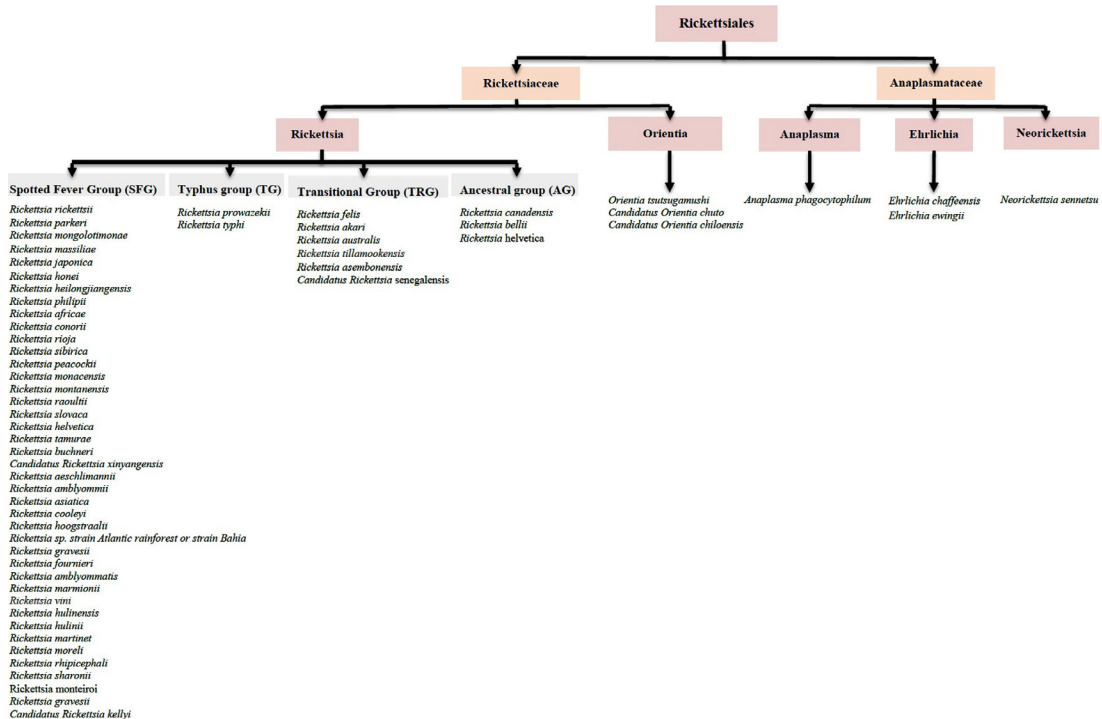 Rickettsiales
Rickettsiaceae
Anaplasmataceae
Rickettsia
Orientia
Anaplasma
Ehrlichia
Neorickettsia
Spotted Fever Group (SFG)
Rickettsia rickettsii
Rickettsia parkeri
Rickettsia mongolotimonae
Rickettsia massiliae
Rickettsia japonica
Rickettsia honei
Rickettsia heilongjiangensis
Rickettsia philipii
Rickettsia africae
Rickettsia conorii
Rickettsia rioja
Rickettsia sibirica
Rickettsia peacockii
Rickettsia monacensis
Rickettsia montanensis
Rickettsia raoultii
Rickettsia slovaca
Rickettsia helvetica
Rickettsia tamurae
Rickettsia buchneri
Candidatus Rickettsia xinyangensis
Rickettsia aeschlimannii
Rickettsia amblyommii
Rickettsia asiatica
Rickettsia cooleyi
Rickettsia hoogstraalii
Rickettsia sp. strain Atlantic rainforest or strain Bahia
Rickettsia gravesii
Rickettsia fournieri
Rickettsia amblyommatis
Rickettsia marmionii
Rickettsia vini
Rickettsia hulinensis
Rickettsia hulinii
Rickettsia martinet
Rickettsia moreli
Rickettsia rhipicephali
Rickettsia sharonii
Rickettsia monteiroi
Rickettsia gravesii
Candidatus Rickettsia kellyi
Typhus group (TG)
Rickettsia prowazekii
Rickettsia typhi
Transitional Group (TRG)
Rickettsia felis
Rickettsia akari
Rickettsia australis
Rickettsia tillamookensis
Rickettsia asembonensis
Candidatus Rickettsia senegalensis
Ancestral group (AG)
Rickettsia canadensis
Rickettsia bellii
Rickettsia helvetica
Orientia tsutsugamushi
Candidatus Orientia chuto
Candidatus Orientia chiloensis
Anaplasma phagocytophilum
Ehrlichia chaffeensis
Ehrlichia ewingii
Neorickettsia sennetsu